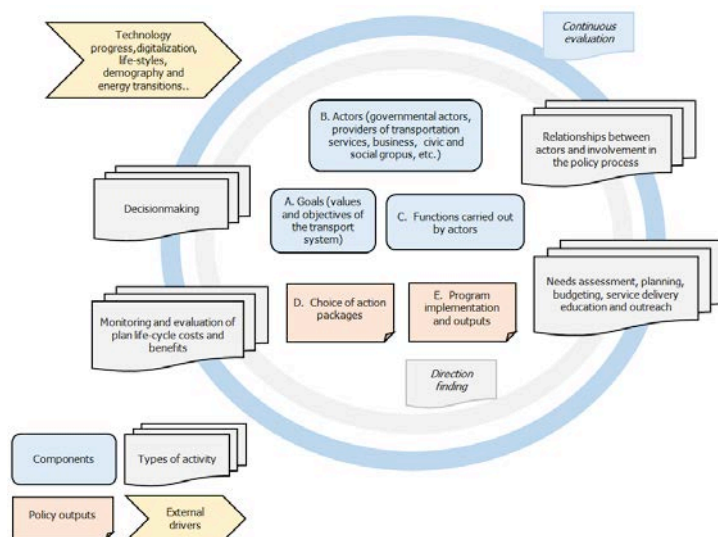 Technology
progress,digitalization,
life-styles,
demography and
energy transitions..
Continuous
evaluation
B. Actors (governmental actors,
providers of transportation
services, business, civic and
social gropus, etc.)
Relationships between
actors and involvement in
the policy process
Decisionmaking
A. Goals (values
and objectives of
the transport
system)
C. Functions carried out
by actors
Needs assessment, planning,
budgeting, service delivery
education and outreach
Monitoring and evaluation of
plan life-cycle costs and
benefits
D. Choice of action
packages
E. Program
implementation
and outputs
Direction
finding
Components
Types of activity
Policy outputs
External
drivers